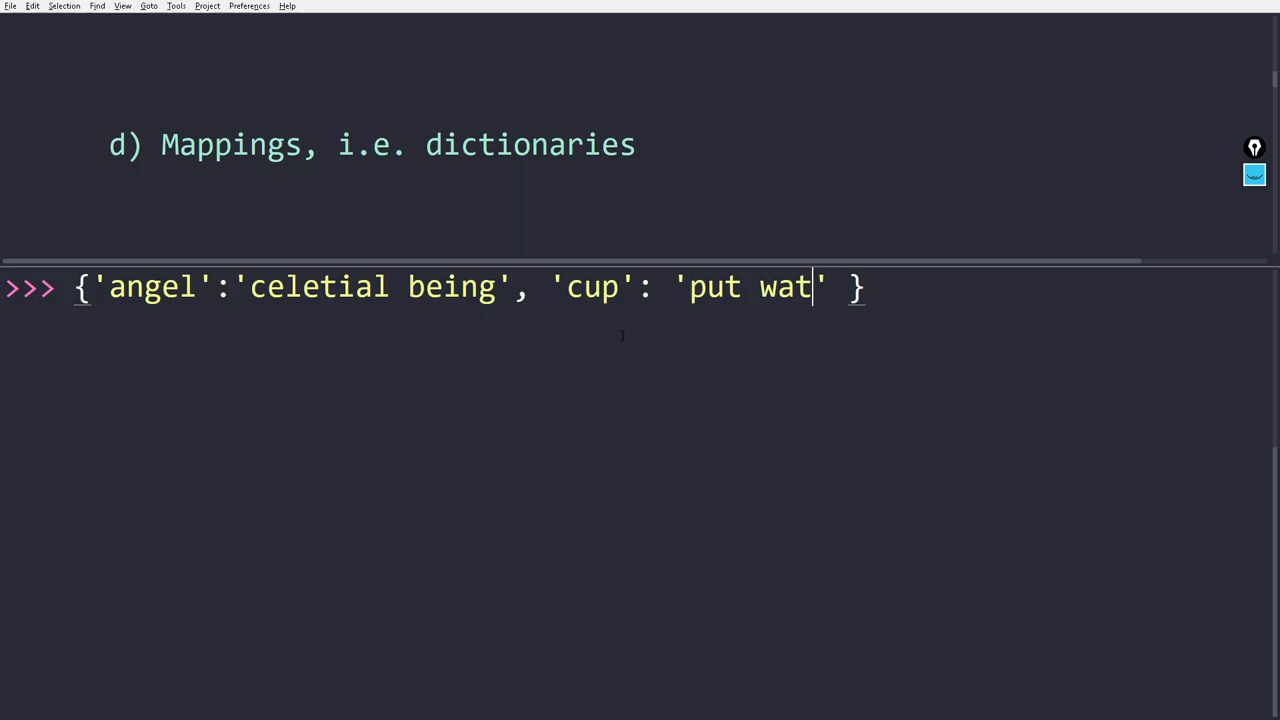 File Edit Selection Find View Goto Tools Project Preferences Help
d) Mappings, i.e. dictionaries
>>> {'angel':'celetial being', 'cup': 'put wat' }